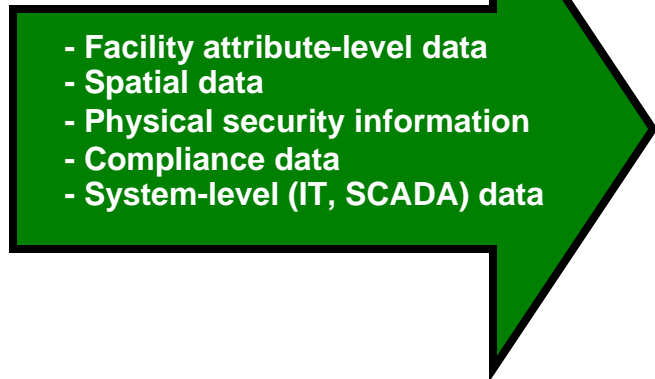 - Facility attribute-level data
- Spatial data
- Physical security information
- Compliance data
- System-level (IT, SCADA) data